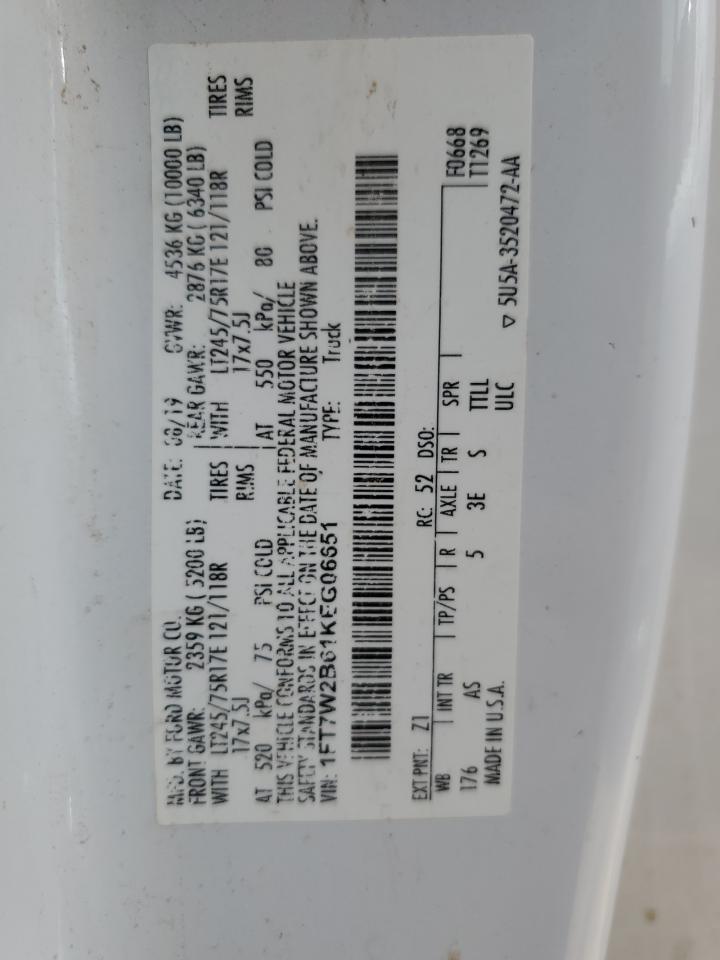 MFD. BY FORD MOTOR CO.
DATE: 08/19 GVWR: 4536 KG (10000 LB)
FRONT GAWR: 2359 KG ( 5200 LB) REAR GAWR: 2876 KG ( 6340 LB)
WITH LT245/75R17E 121/118R TIRES WITH LT245/75R17E 121/118R TIRES
17x7.5J RIMS 17x7.5J RIMS
AT 520 kPa/ 75 PSI COLD AT 550 kPa/ 80 PSI COLD
THIS VEHICLE CONFORMS TO ALL APPLICABLE FEDERAL MOTOR VEHICLE
SAFETY STANDARDS IN EFFECT ON THE DATE OF MANUFACTURE SHOWN ABOVE.
VIN: 1FT7W2B61KEG06651 TYPE: Truck
EXT PNT: Z1 RC: 52 DSO:
WB INT TR TP/PS R AXLE TR SPR F0668
176 AS 5 3E S TTLL T1269
MADE IN U.S.A. ULC
▽ 5U5A-3520472-AA